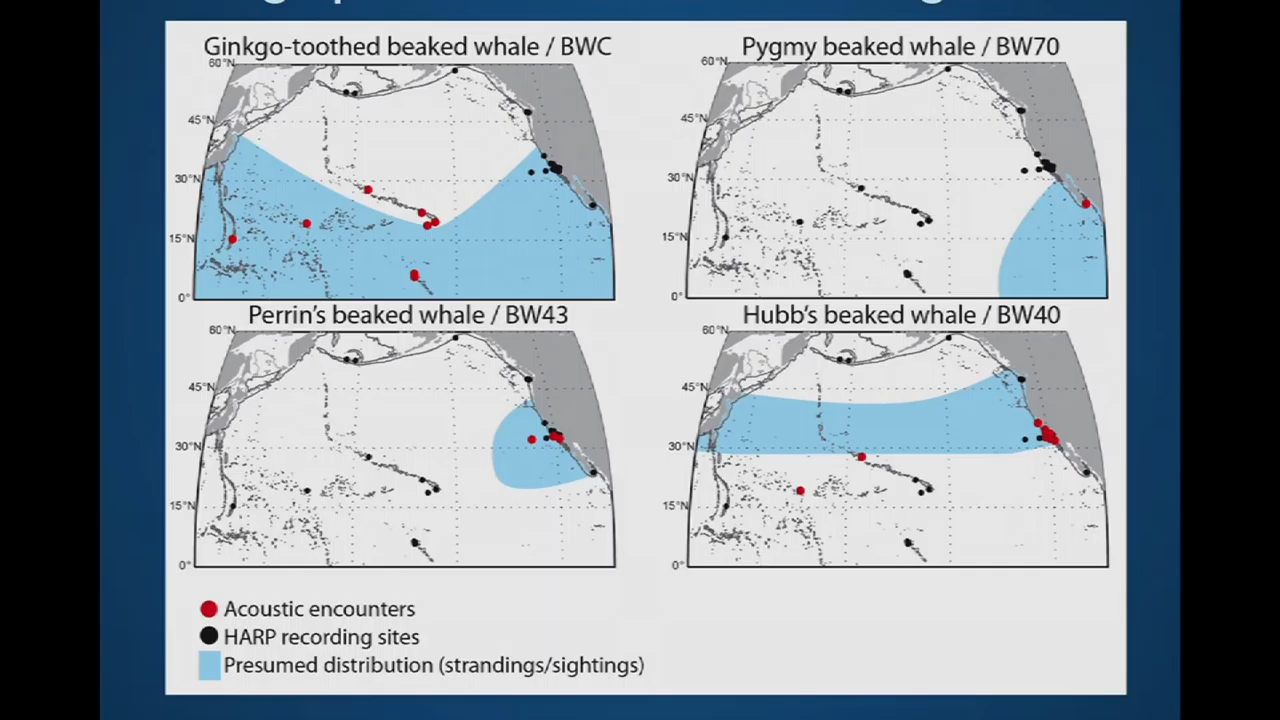 Ginkgo-toothed beaked whale / BWC
60°N
45°N
30°N
15°N
0°
Pygmy beaked whale / BW70
60°N
45°N
30°N
15°N
0°
Perrin's beaked whale / BW43
60°N
45°N
30°N
15°N
0°
Hubb's beaked whale / BW40
60°N
45°N
30°N
15°N
0°
Acoustic encounters
HARP recording sites
Presumed distribution (strandings/sightings)